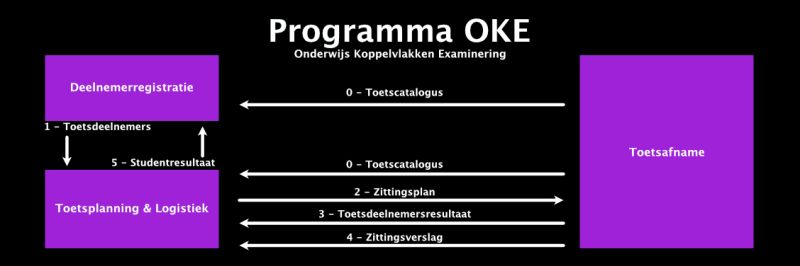 Programma OKE
Onderwijs Koppelvlakken Examinering
Deelnemerregistratie
0 - Toetscatalogus
1 - Toetsdeelnemers
Toetsafname
5 - Studentresultaat
0 - Toetscatalogus
2 - Zittingsplan
Toetsplanning & Logistiek
3 - Toetsdeelnemersresultaat
4 - Zittingsverslag